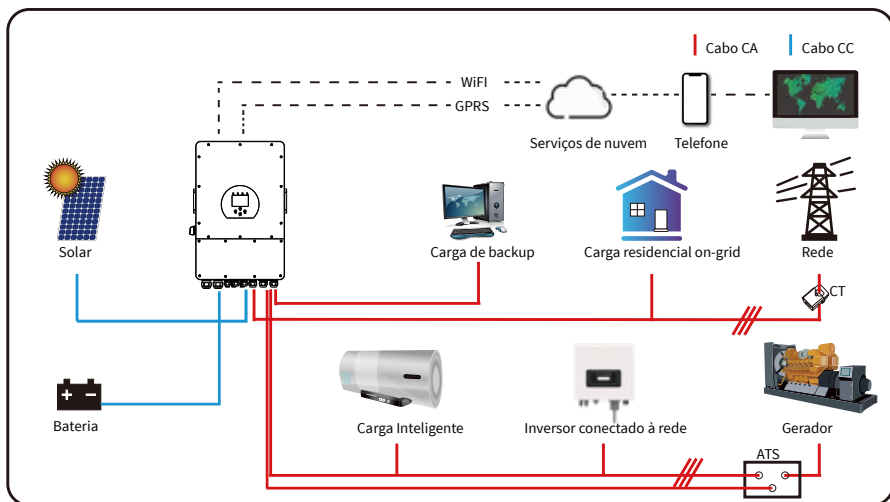 Cabo CA
Cabo CC
WiFI
GPRS
Serviços de nuvem
Telefone
Solar
Carga de backup
Carga residencial on-grid
Rede
CT
Bateria
Carga Inteligente
Inversor conectado à rede
Gerador
ATS